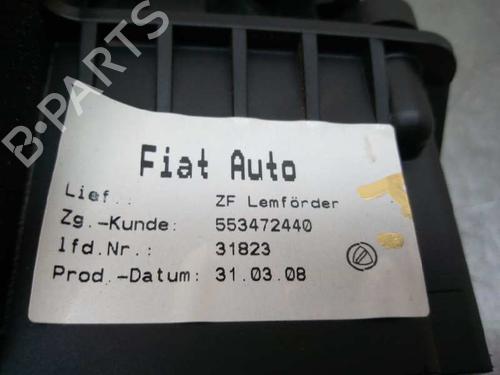 B-PARTS
Fiat Auto
Lief.: ZF Lemförder
Zg.-Kunde: 553472440
lfd.Nr.: 31823
Prod.-Datum: 31.03.08